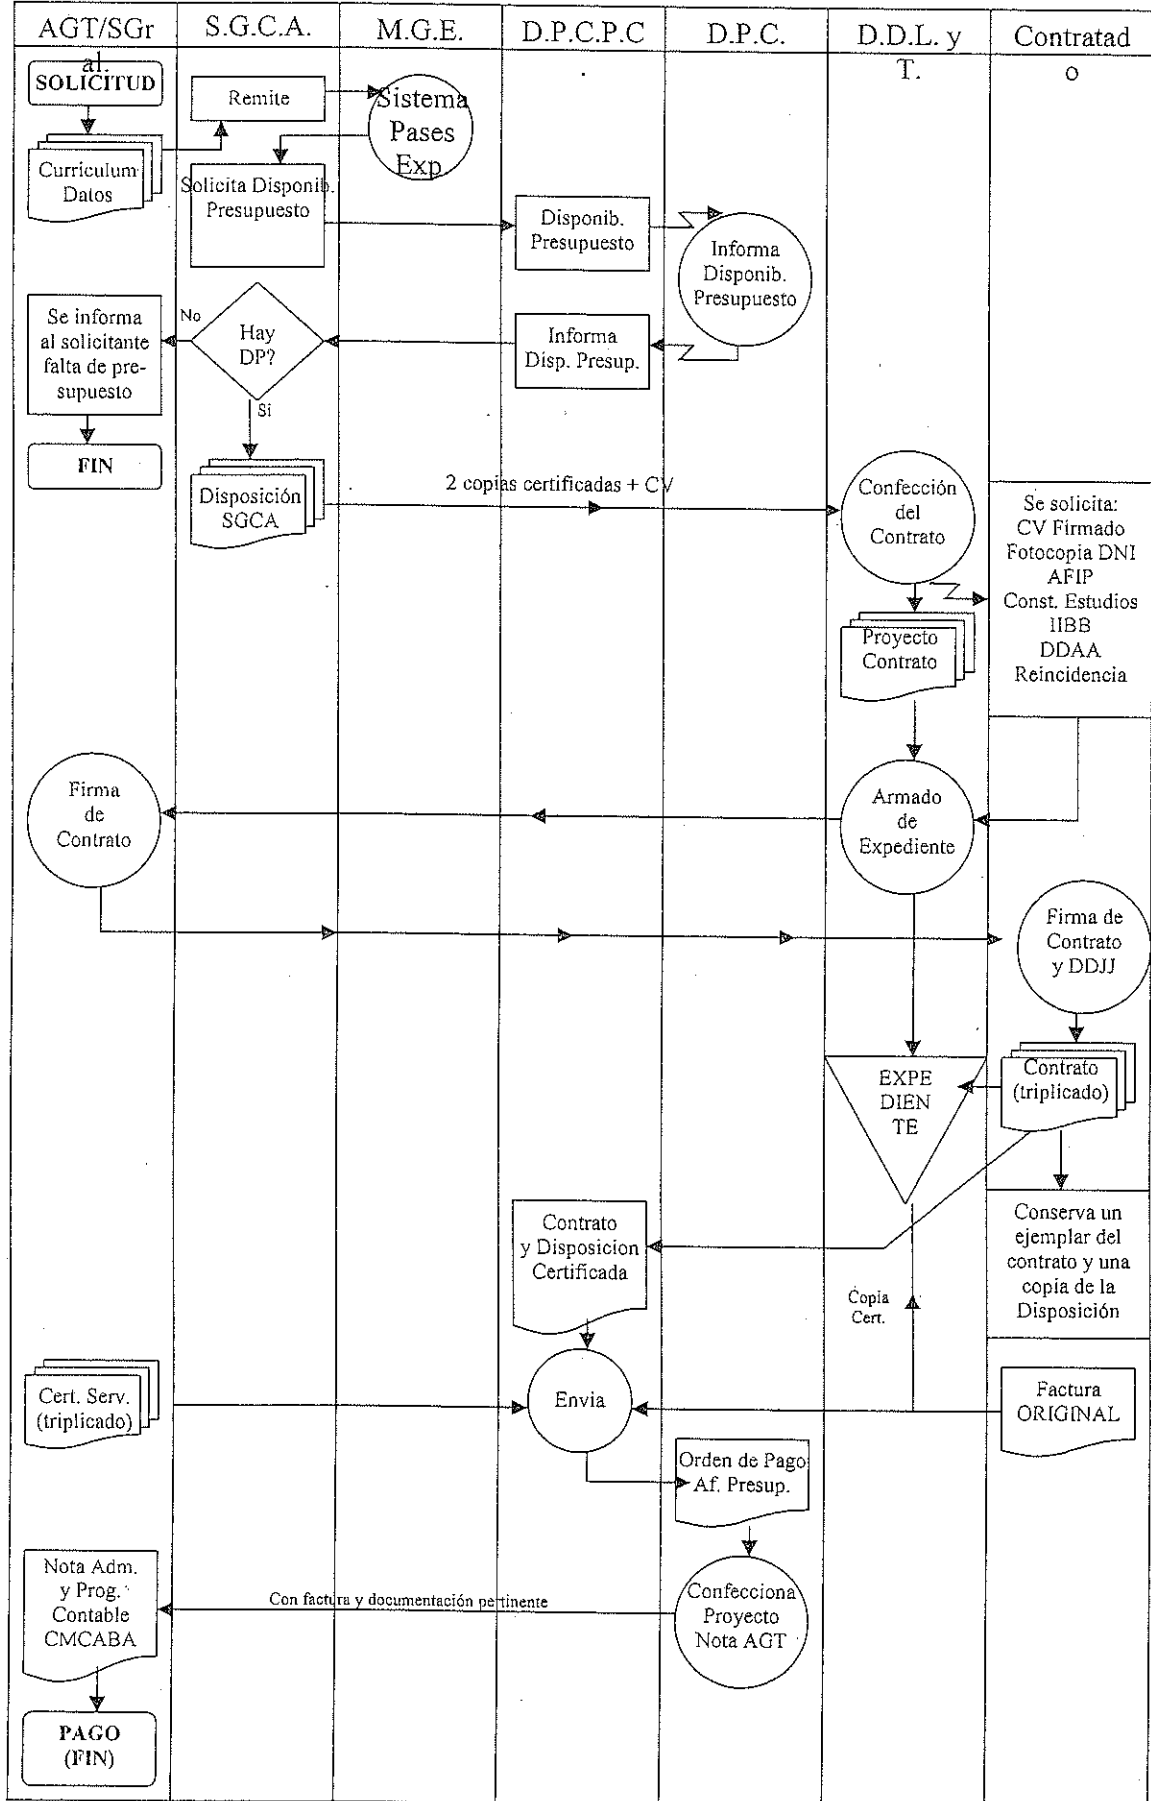 AGT/SGr
al.
S.G.C.A.
M.G.E.
D.P.C.P.C
.
D.P.C.
D.D.L. y
T.
Contratad
o
SOLICITUD
Curriculum
Datos
Remite
Sistema
Pases
Exp
Solicita Disponib.
Presupuesto
Disponib.
Presupuesto
Informa
Disponib.
Presupuesto
Se informa
al solicitante
falta de pre-
supuesto
No
Hay
DP?
Si
Informa
Disp. Presup.
FIN
Disposición
SGCA
2 copias certificadas + CV
Confección
del
Contrato
Se solicita:
CV Firmado
Fotocopia DNI
AFIP
Const. Estudios
IIBB
DDAA
Reincidencia
Proyecto
Contrato
Firma
de
Contrato
Armado
de
Expediente
Firma de
Contrato
y DDJJ
EXPE
DIEN
TE
Contrato
(triplicado)
Contrato
y Disposicion
Certificada
Conserva un
ejemplar del
contrato y una
copia de la
Disposición
Copia
Cert.
Cert. Serv.
(triplicado)
Envia
Factura
ORIGINAL
Orden de Pago
Af. Presup.
Nota Adm.
y Prog.
Contable
CMCABA
Con factura y documentación pertinente
Confecciona
Proyecto
Nota AGT
PAGO
(FIN)